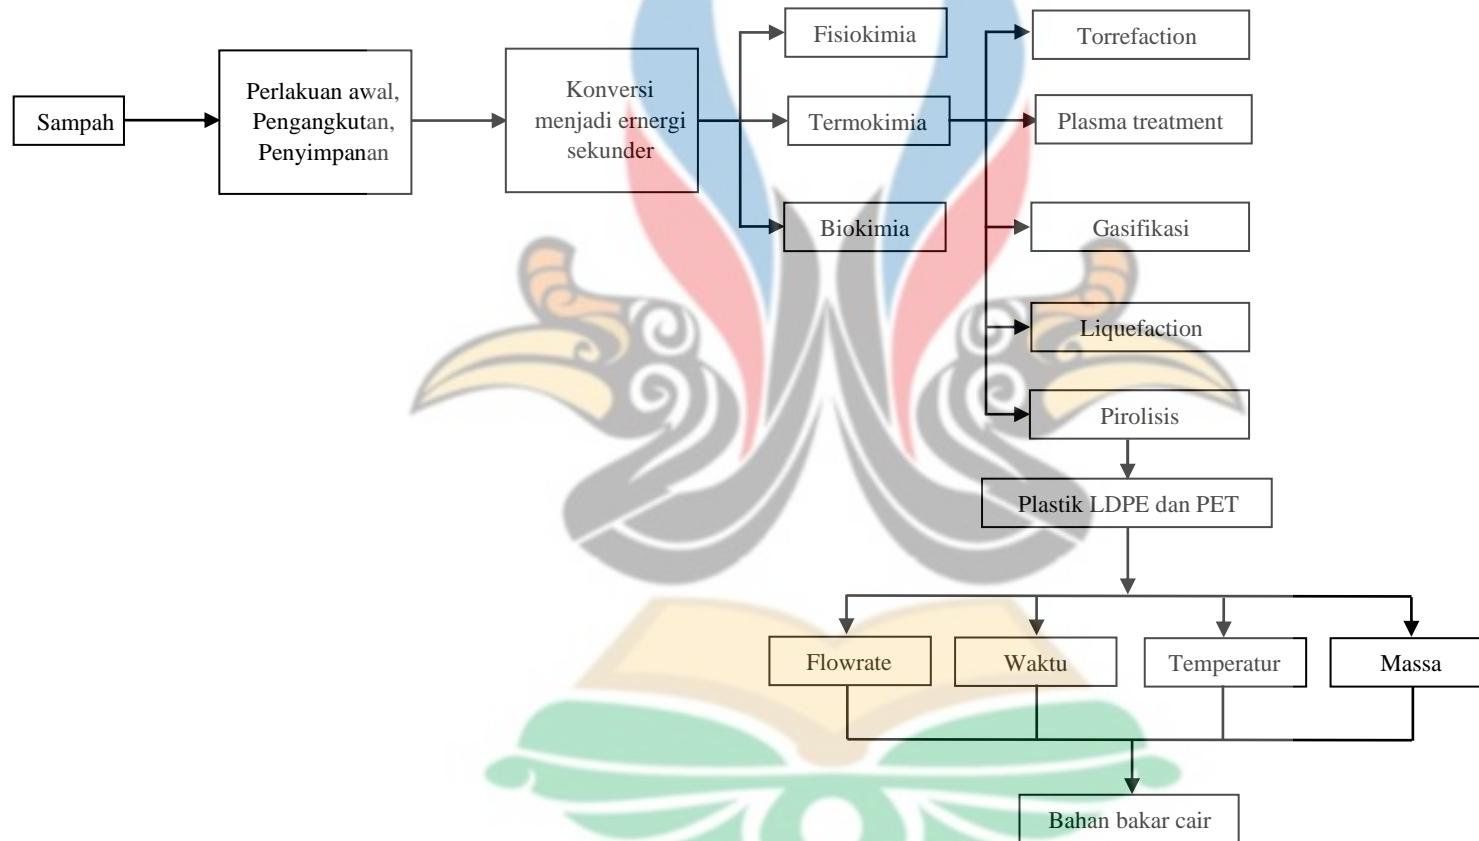 Sampah
Perlakuan awal,
Pengangkutan,
Penyimpanan
Konversi
menjadi ernergi
sekunder
Fisiokimia
Termokimia
Biokimia
Torrefaction
Plasma treatment
Gasifikasi
Liquefaction
Pirolisis
Plastik LDPE dan PET
Flowrate
Waktu
Temperatur
Massa
Bahan bakar cair